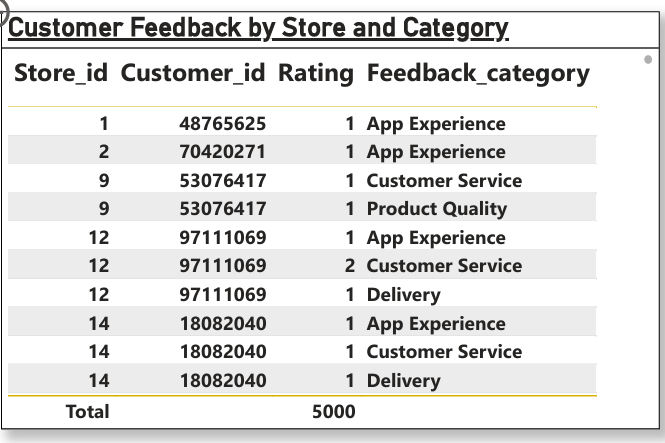 Customer Feedback by Store and Category
Store_id Customer_id Rating Feedback_category
1 48765625 1 App Experience
2 70420271 1 App Experience
9 53076417 1 Customer Service
9 53076417 1 Product Quality
12 97111069 1 App Experience
12 97111069 2 Customer Service
12 97111069 1 Delivery
14 18082040 1 App Experience
14 18082040 1 Customer Service
14 18082040 1 Delivery
Total 5000